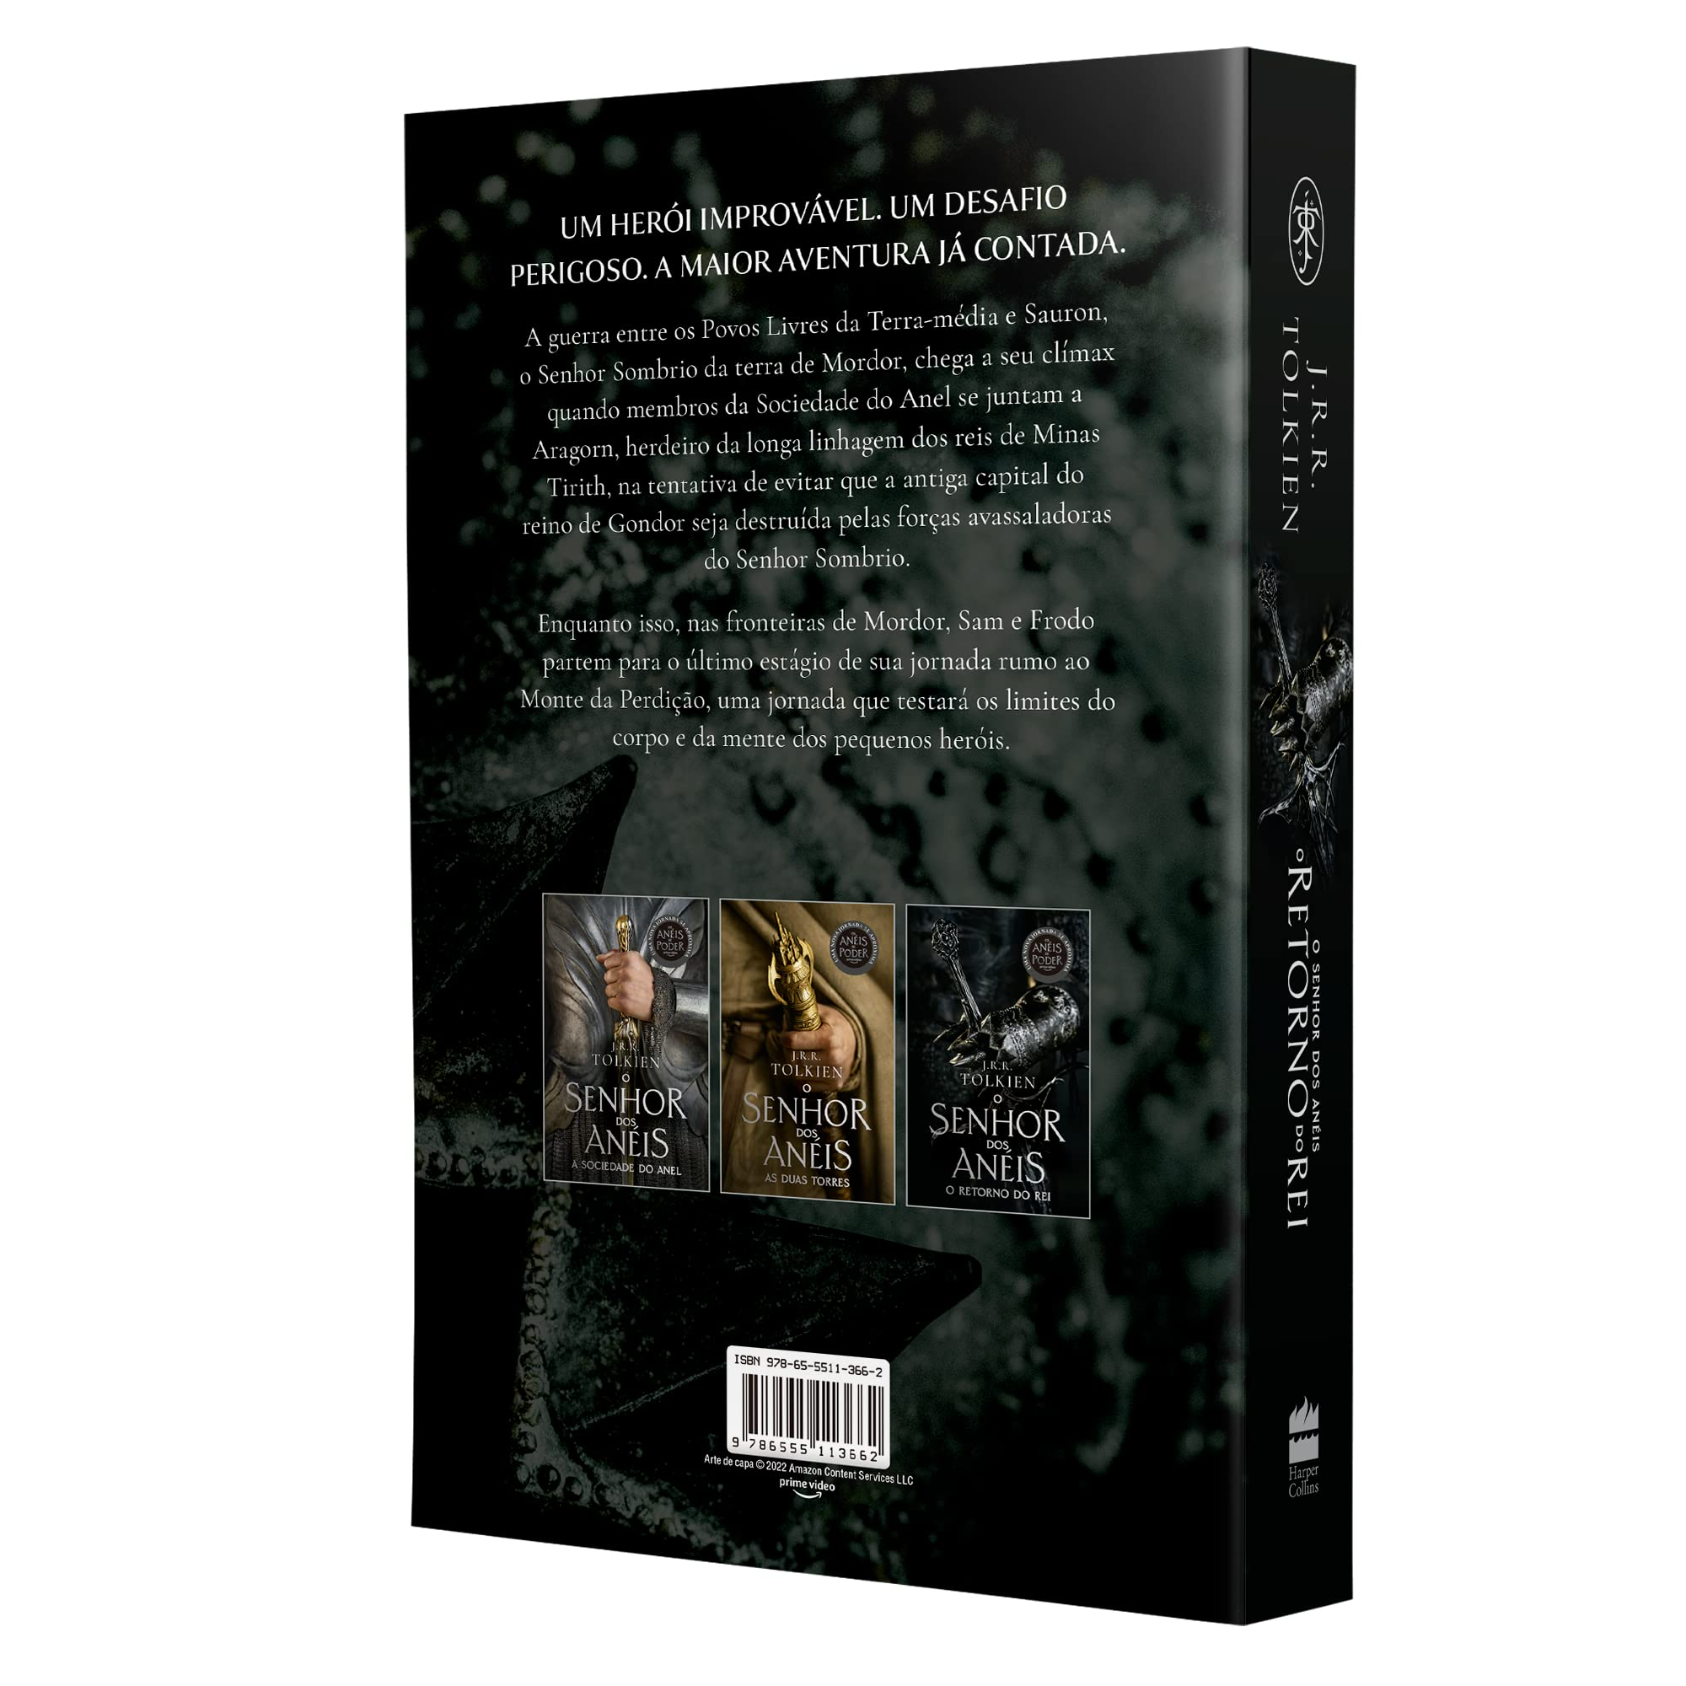 UM HERÓI IMPROVÁVEL. UM DESAFIO
PERIGOSO. A MAIOR AVENTURA JÁ CONTADA.
A guerra entre os Povos Livres da Terra-média e Sauron,
o Senhor Sombrio da terra de Mordor, chega a seu clímax
quando membros da Sociedade do Anel se juntam a
Aragorn, herdeiro da longa linhagem dos reis de Minas
Tirith, na tentativa de evitar que a antiga capital do
reino de Gondor seja destruída pelas forças avassaladoras
do Senhor Sombrio.
Enquanto isso, nas fronteiras de Mordor, Sam e Frodo
partem para o último estágio de sua jornada rumo ao
Monte da Perdição, uma jornada que testará os limites do
corpo e da mente dos pequenos heróis.
ANÉIS
PODER
J.R.R.
TOLKIEN
O
SENHOR
DOS
ANÉIS
A SOCIEDADE DO ANEL
ANÉIS
PODER
J.R.R.
TOLKIEN
O
SENHOR
DOS
ANÉIS
AS DUAS TORRES
ANÉIS
PODER
J.R.R.
TOLKIEN
O
SENHOR
DOS
ANÉIS
O RETORNO DO REI
ISBN 978-65-5511-366-2
9 786555 113662
Arte de capa © 2022 Amazon Content Services LLC
prime video
J.R.R.
TOLKIEN
O SENHOR DOS ANÉIS
O RETORNO DO REI
Harper
Collins